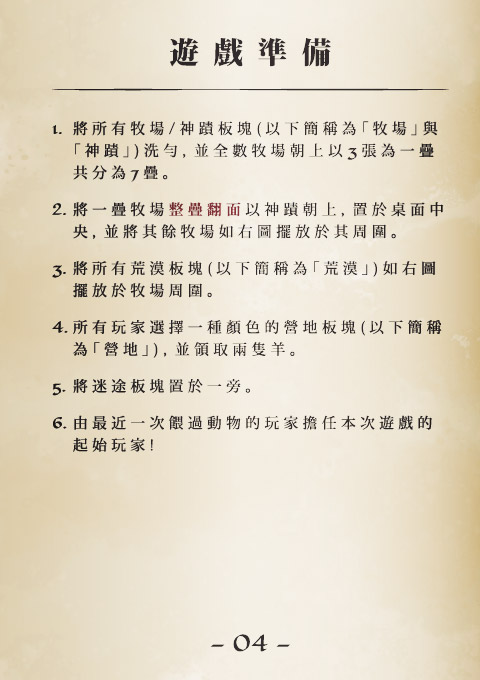 遊戲準備
1. 將所有牧場/神蹟板塊(以下簡稱為「牧場」與
「神蹟」)洗勻, 並全數牧場朝上以3張為一疊
共分為7疊。
2. 將一疊牧場整疊翻面以神蹟朝上, 置於桌面中
央, 並將其餘牧場如右圖擺放於其周圍。
3. 將所有荒漠板塊(以下簡稱為「荒漠」)如右圖
擺放於牧場周圍。
4. 所有玩家選擇一種顏色的營地板塊(以下簡稱
為「營地」), 並領取兩隻羊。
5. 將迷途板塊置於一旁。
6. 由最近一次餵過動物的玩家擔任本次遊戲的
起始玩家!
- 04 -